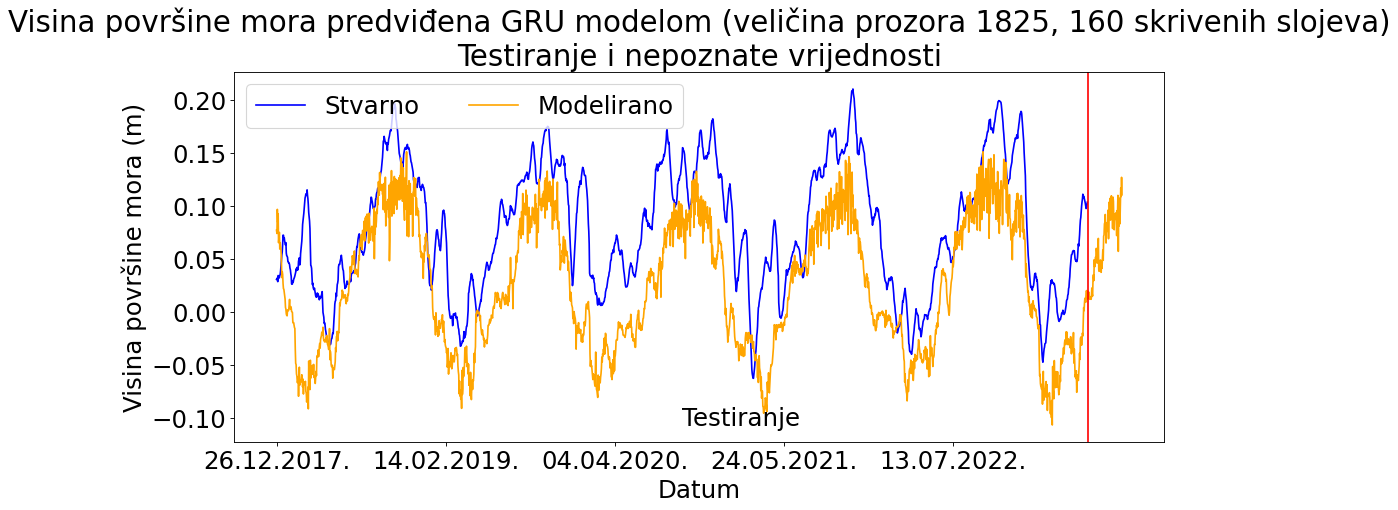 Visina površine mora predviđena GRU modelom (veličina prozora 1825, 160 skrivenih slojeva)
Testiranje i nepoznate vrijednosti
Stvarno
Modelirano
Visina površine mora (m)
0.20
0.15
0.10
0.05
0.00
−0.05
−0.10
Testiranje
26.12.2017.
14.02.2019.
04.04.2020.
24.05.2021.
13.07.2022.
Datum